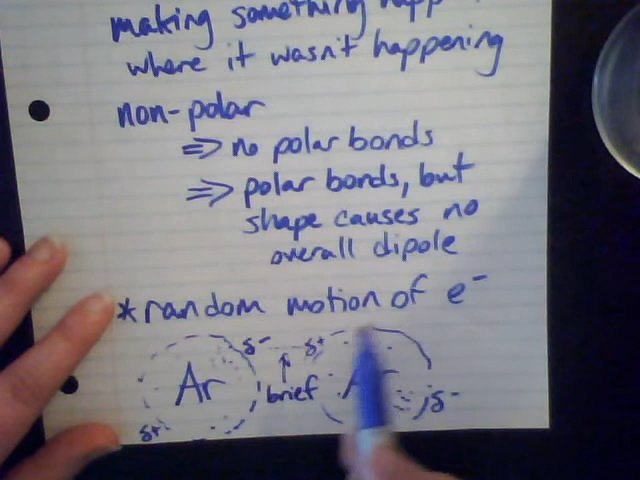 making something
where it wasn't happening
non-polar
⇒ no polar bonds
⇒ polar bonds, but
shape causes no
overall dipole
*random motion of e⁻
δ⁻ δ⁺
Ar
brief
δ⁺ δ⁻